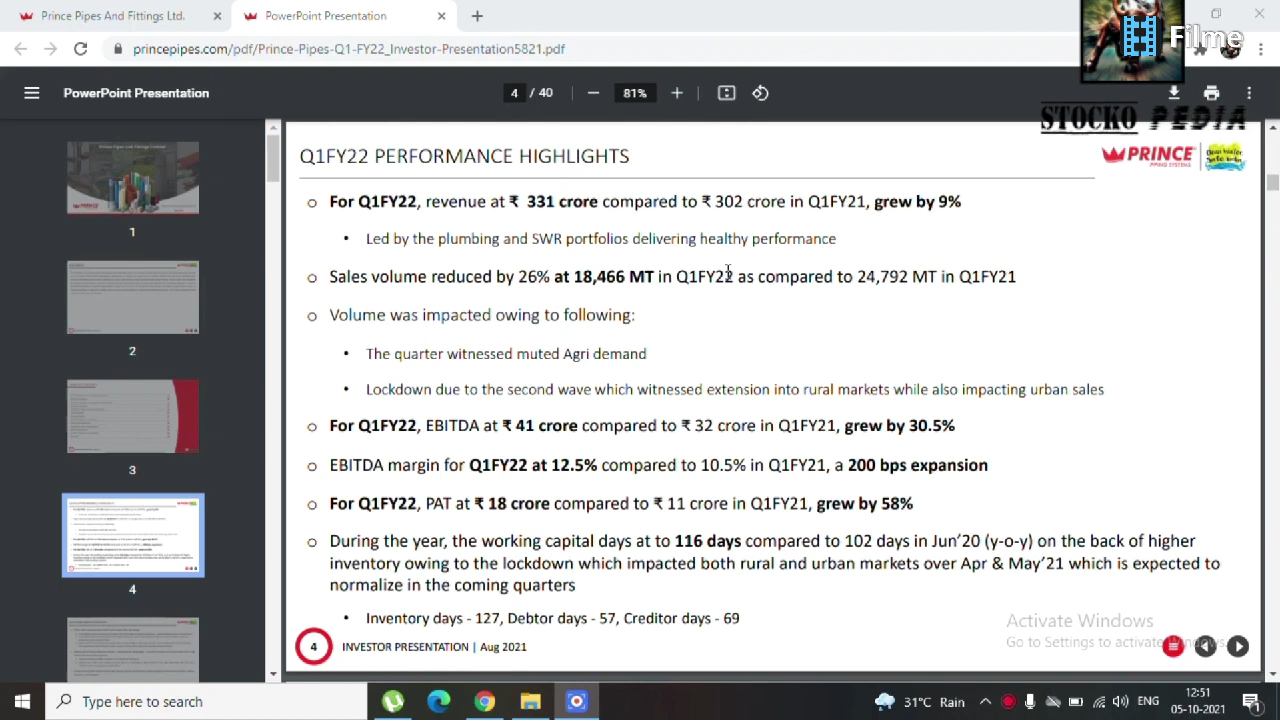 Prince Pipes And Fittings Ltd.
PowerPoint Presentation
Filme
princepipes.com/pdf/Prince-Pipes-Q1-FY22_Investor-Presentation5821.pdf
PowerPoint Presentation
4 / 40
81%
STOCKO PEDIA
Q1FY22 PERFORMANCE HIGHLIGHTS
PRINCE
PIPING SYSTEMS
For Q1FY22, revenue at ₹ 331 crore compared to ₹ 302 crore in Q1FY21, grew by 9%
Led by the plumbing and SWR portfolios delivering healthy performance
Sales volume reduced by 26% at 18,466 MT in Q1FY22 as compared to 24,792 MT in Q1FY21
Volume was impacted owing to following:
The quarter witnessed muted Agri demand
Lockdown due to the second wave which witnessed extension into rural markets while also impacting urban sales
For Q1FY22, EBITDA at ₹ 41 crore compared to ₹ 32 crore in Q1FY21, grew by 30.5%
EBITDA margin for Q1FY22 at 12.5% compared to 10.5% in Q1FY21, a 200 bps expansion
For Q1FY22, PAT at ₹ 18 crore compared to ₹ 11 crore in Q1FY21, grew by 58%
During the year, the working capital days at to 116 days compared to 102 days in Jun'20 (y-o-y) on the back of higher
inventory owing to the lockdown which impacted both rural and urban markets over Apr & May'21 which is expected to
normalize in the coming quarters
Inventory days - 127, Debtor days - 57, Creditor days - 69
4
INVESTOR PRESENTATION | Aug 2021
Activate Windows
Go to Settings to activate Windows.
1
2
3
4
Type here to search
31°C Rain
ENG
12:51
05-10-2021
1